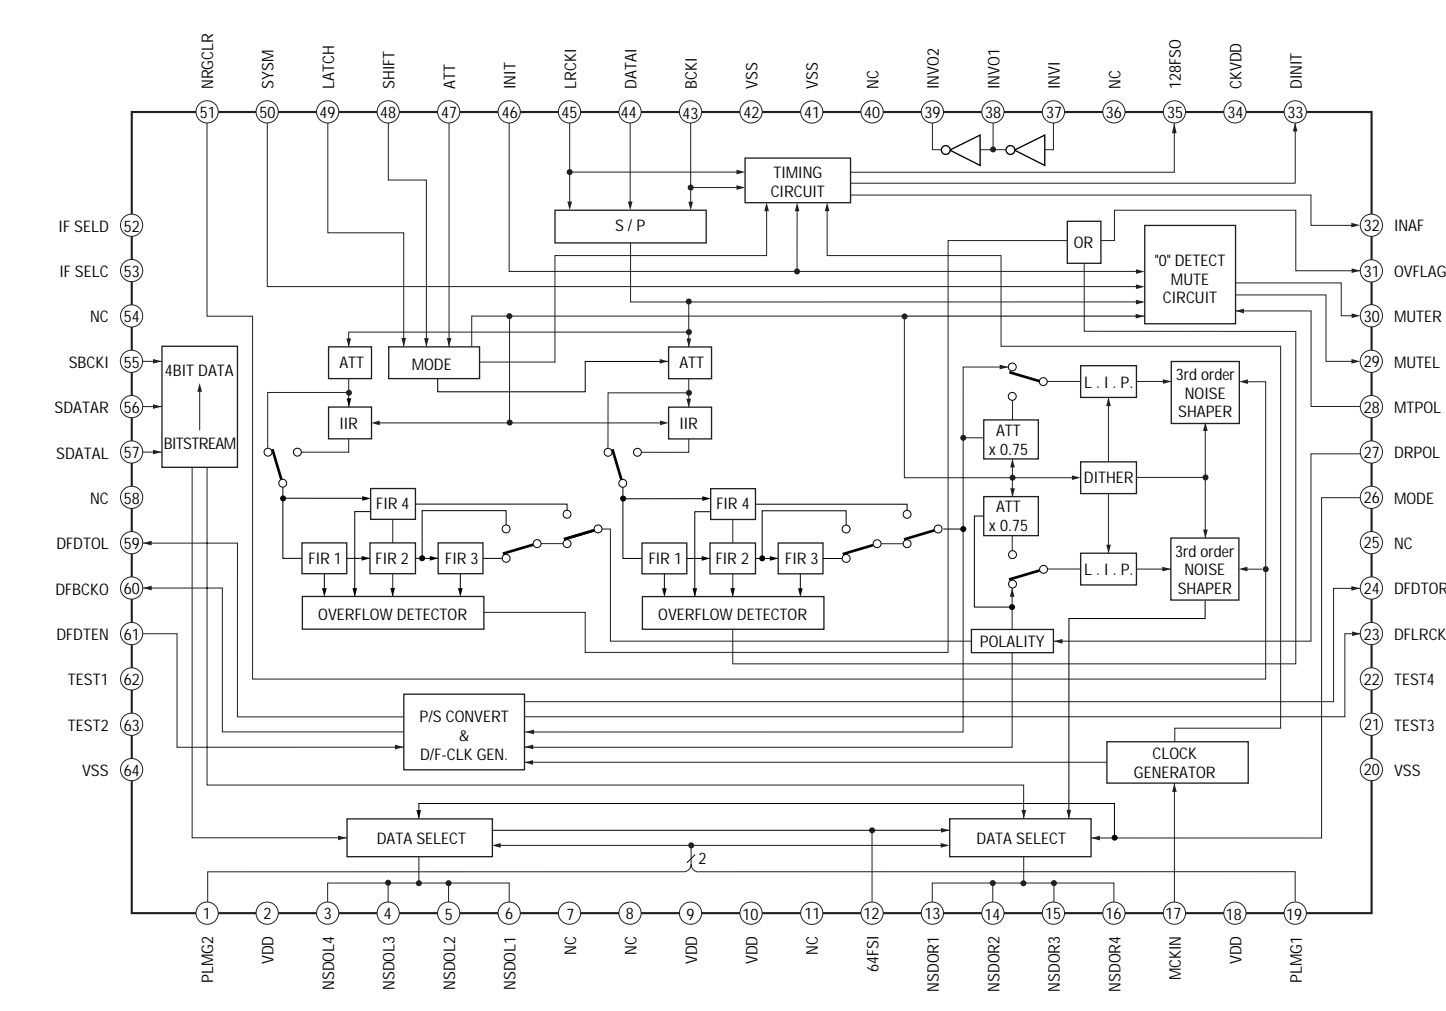 NRGCLR
SYSM
LATCH
SHIFT
ATT
INIT
LRCKI
DATAI
BCKI
VSS
VSS
NC
INVO2
INVO1
INVI
NC
128FSO
CKVDD
DINIT
51
50
49
48
47
46
45
44
43
42
41
40
39
38
37
36
35
34
33
TIMING
CIRCUIT
S / P
IF SELD 52
OR
"0" DETECT
MUTE
CIRCUIT
32 INAF
IF SELC 53
31 OVFLAG
NC 54
30 MUTER
SBCKI 55
4BIT DATA
BITSTREAM
ATT
MODE
ATT
L . I . P.
3rd order
NOISE
SHAPER
29 MUTEL
SDATAR 56
IIR
IIR
28 MTPOL
ATT
x 0.75
SDATAL 57
27 DRPOL
DITHER
NC 58
FIR 4
FIR 4
ATT
x 0.75
26 MODE
DFDTOL 59
FIR 1
FIR 2
FIR 3
FIR 1
FIR 2
FIR 3
L . I . P.
3rd order
NOISE
SHAPER
25 NC
DFBCKO 60
24 DFDTOR
OVERFLOW DETECTOR
OVERFLOW DETECTOR
DFDTEN 61
POLALITY
23 DFLRCK
TEST1 62
22 TEST4
TEST2 63
P/S CONVERT
&
D/F-CLK GEN.
21 TEST3
CLOCK
GENERATOR
VSS 64
20 VSS
DATA SELECT
DATA SELECT
2
1
2
3
4
5
6
7
8
9
10
11
12
13
14
15
16
17
18
19
PLMG2
VDD
NSDOL4
NSDOL3
NSDOL2
NSDOL1
NC
NC
VDD
VDD
NC
64FSI
NSDOR1
NSDOR2
NSDOR3
NSDOR4
MCKIN
VDD
PLMG1